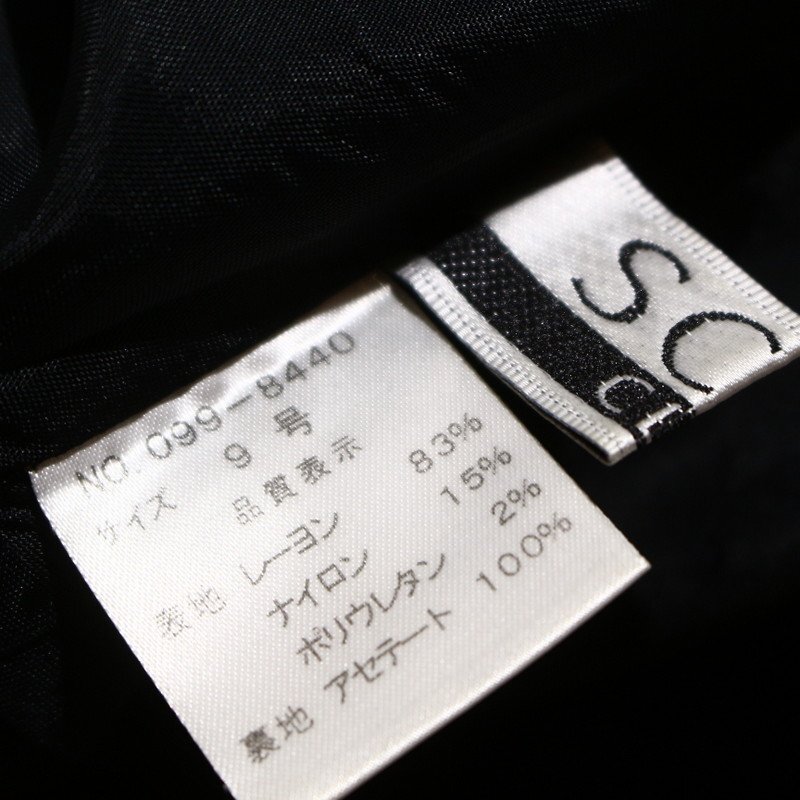 NO. 099-8440
サイズ 9 号
品質表示
表地 レーヨン 83%
ナイロン 15%
ポリウレタン 2%
裏地 アセテート 100%